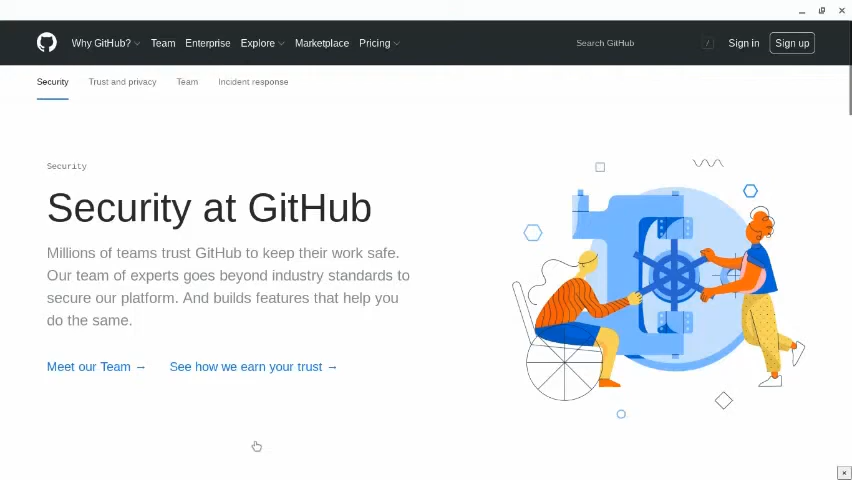 Why GitHub? Team Enterprise Explore Marketplace Pricing Search GitHub / Sign in Sign up
Security Trust and privacy Team Incident response
Security
Security at GitHub
Millions of teams trust GitHub to keep their work safe.
Our team of experts goes beyond industry standards to
secure our platform. And builds features that help you
do the same.
Meet our Team → See how we earn your trust →